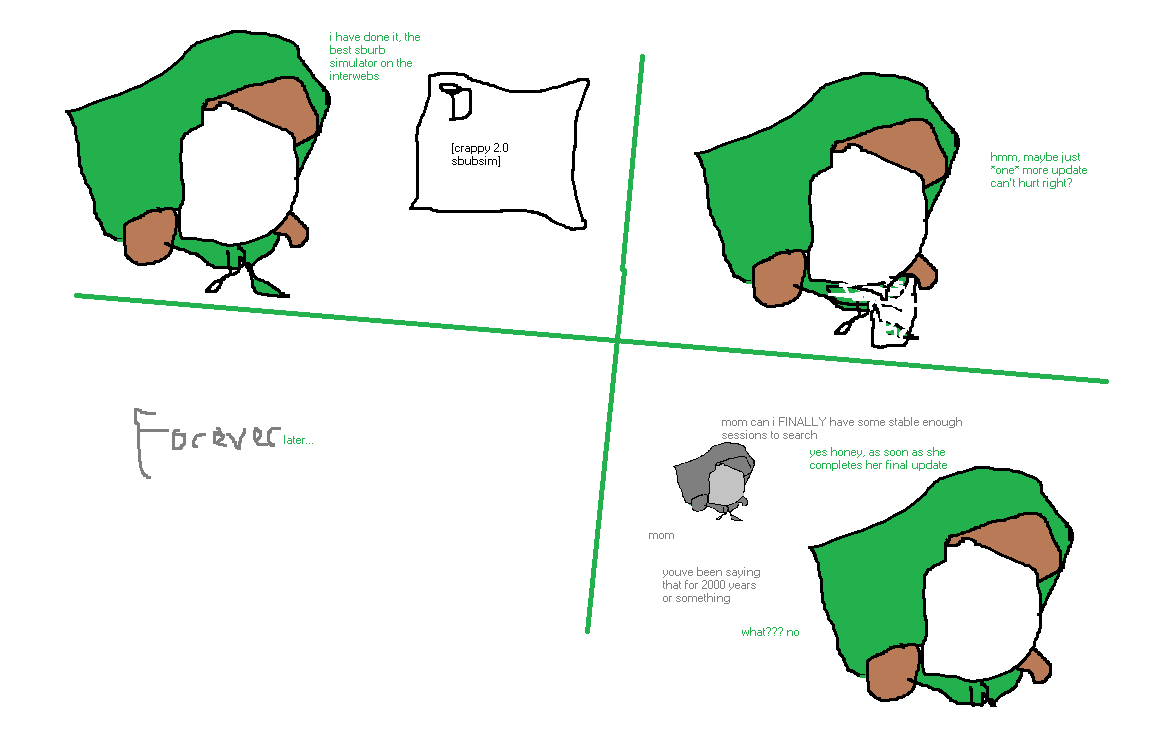 i have done it, the
best sburb
simulator on the
interwebs
[crappy 2.0
sbubsim]
hmm, maybe just
*one* more update
can't hurt right?
Forever later...
mom can i FINALLY have some stable enough
sessions to search
yes honey, as soon as she
completes her final update
mom
youve been saying
that for 2000 years
or something
what??? no